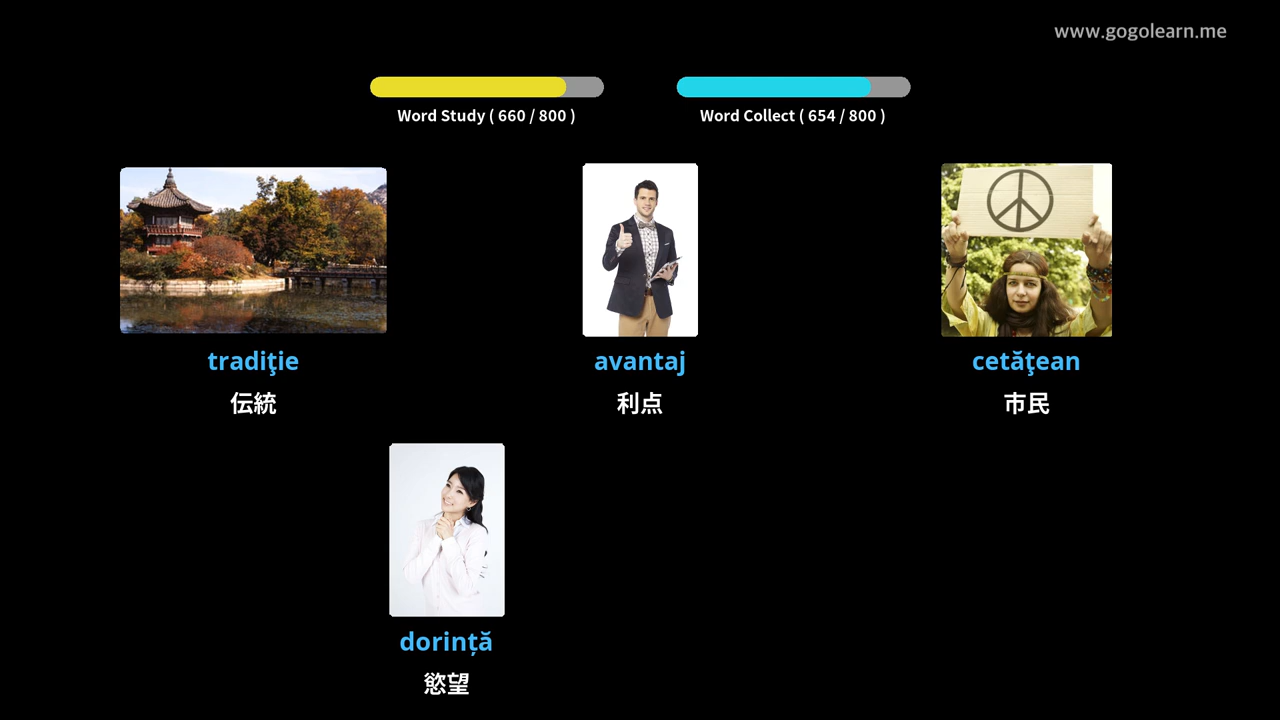 www.gogolearn.me
Word Study ( 660 / 800 )
Word Collect ( 654 / 800 )
tradiţie
avantaj
cetăţean
伝統
利点
市民
dorință
慾望